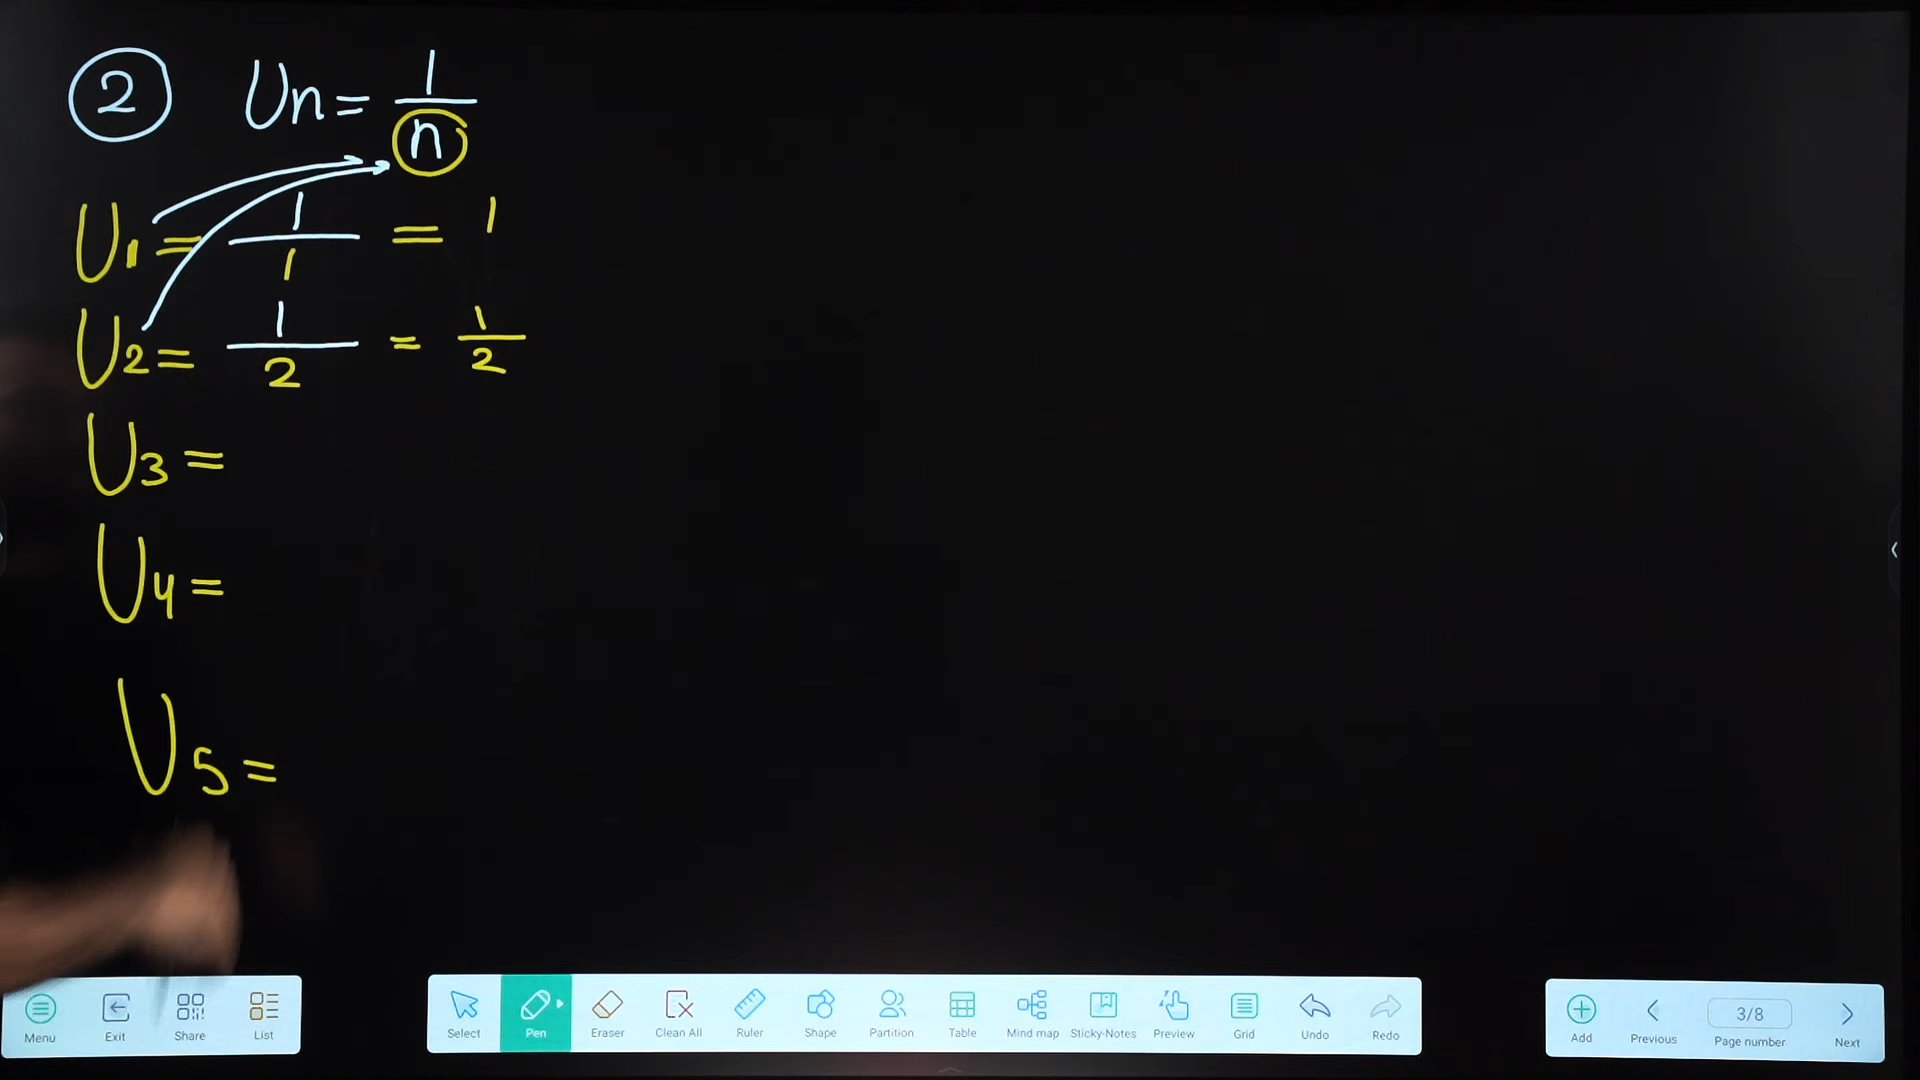 ② Un = 1/n
U1 = 1/1 = 1
U2 = 1/2 = 1/2
U3 =
U4 =
U5 =
Menu Exit Share List Select Pen Eraser Clean All Ruler Shape Partition Table Mind map Sticky-Notes Preview Grid Undo Redo Add Previous 3/8 Page number Next